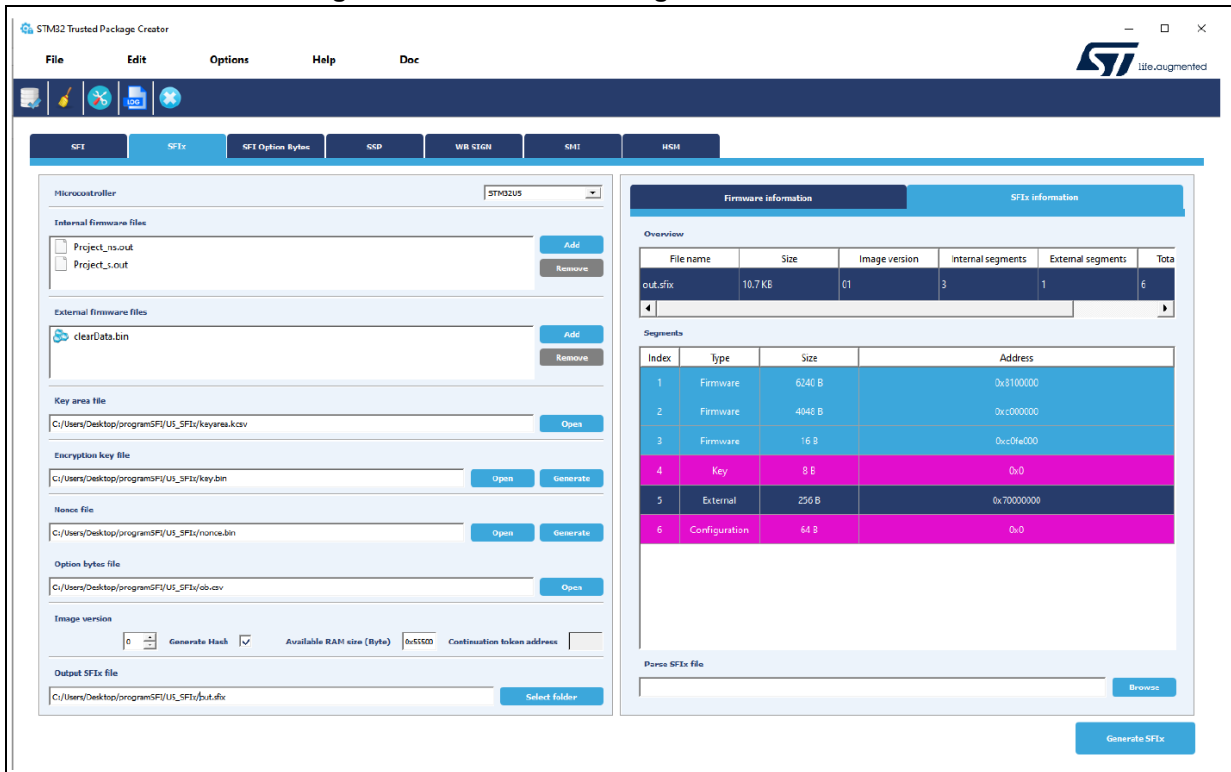 STM32 Trusted Package Creator
File Edit Options Help Doc
ST life.augmented
LOG
SFI SFIx SFI Option Bytes SSP WB SIGN SMI HSM
Microcontroller STM32U5
Internal firmware files
Project_ns.out
Project_s.out
Add
Remove
External firmware files
clearData.bin
Add
Remove
Key area file
C:/Users/Desktop/programSFI/U5_SFIx/keyarea.kcsv Open
Encryption key file
C:/Users/Desktop/programSFI/U5_SFIx/key.bin Open Generate
Nonce file
C:/Users/Desktop/programSFI/U5_SFIx/nonce.bin Open Generate
Option bytes file
C:/Users/Desktop/programSFI/U5_SFIx/ob.csv Open
Image version
0 Generate Hash Available RAM size (Byte) 0x55500 Continuation token address
Output SFIx file
C:/Users/Desktop/programSFI/U5_SFIx/out.sfix Select folder
Firmware information SFIx information
Overview
File name Size Image version Internal segments External segments Tota
out.sfix 10.7 KB 01 3 1 6
Segments
Index Type Size Address
1 Firmware 6240 B 0x8100000
2 Firmware 4048 B 0xc000000
3 Firmware 16 B 0xc0fe000
4 Key 8 B 0x0
5 External 256 B 0x70000000
6 Configuration 64 B 0x0
Parse SFIx file
Browse
Generate SFIx